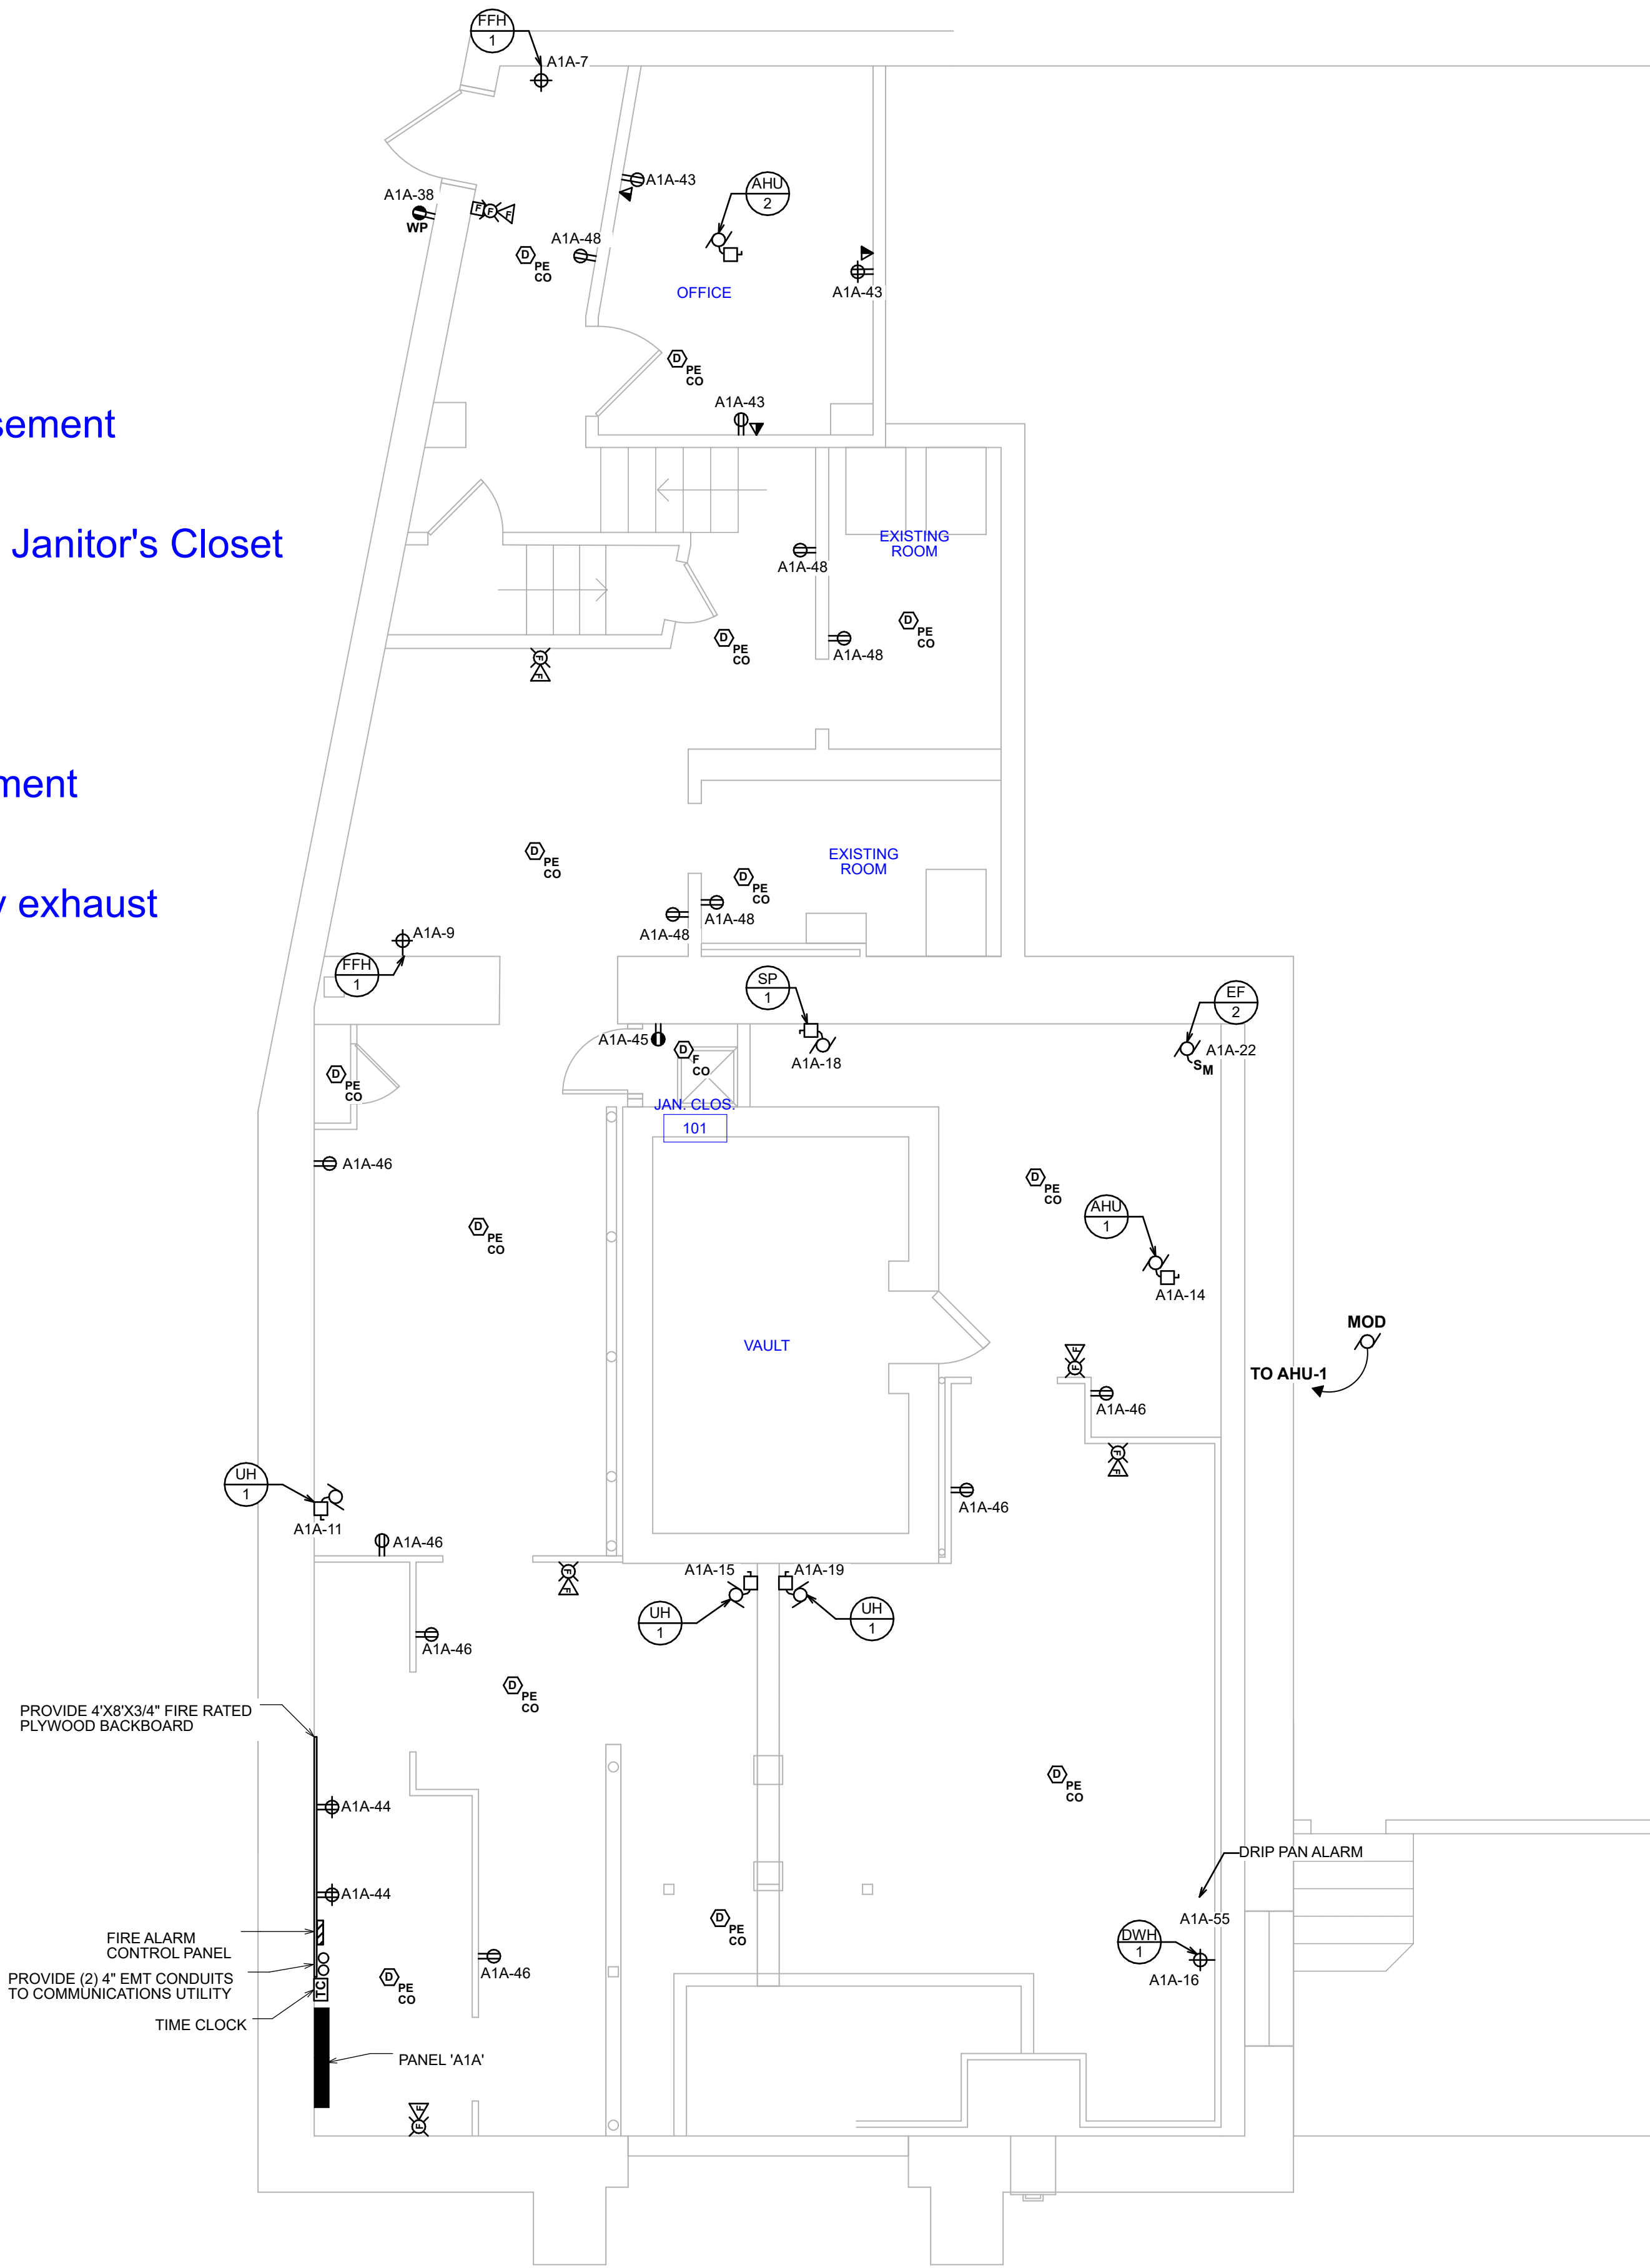 FFH
1
A1A-7
A1A-43
AHU
2
A1A-38
WP
F
F
F
A1A-48
D
PE
CO
OFFICE
A1A-43
D
PE
CO
A1A-43
sement
Janitor's Closet
EXISTING
ROOM
A1A-48
D
PE
CO
D
PE
CO
A1A-48
F
F
ment
D
PE
CO
EXISTING
ROOM
D
PE
CO
A1A-48
A1A-48
y exhaust
A1A-9
FFH
1
SP
1
EF
2
A1A-45
D
F
CO
A1A-18
A1A-22
SM
D
PE
CO
JAN. CLOS.
101
A1A-46
D
PE
CO
D
PE
CO
AHU
1
A1A-14
MOD
TO AHU-1
VAULT
F
F
A1A-46
F
F
UH
1
A1A-11
A1A-46
A1A-46
F
F
A1A-15
A1A-19
UH
1
UH
1
A1A-46
D
PE
CO
PROVIDE 4'X8'X3/4" FIRE RATED
PLYWOOD BACKBOARD
D
PE
CO
A1A-44
DRIP PAN ALARM
A1A-44
A1A-55
D
PE
CO
DWH
1
A1A-16
FIRE ALARM
CONTROL PANEL
A1A-46
D
PE
CO
PROVIDE (2) 4" EMT CONDUITS
TO COMMUNICATIONS UTILITY
TC
TIME CLOCK
PANEL 'A1A'
F
F